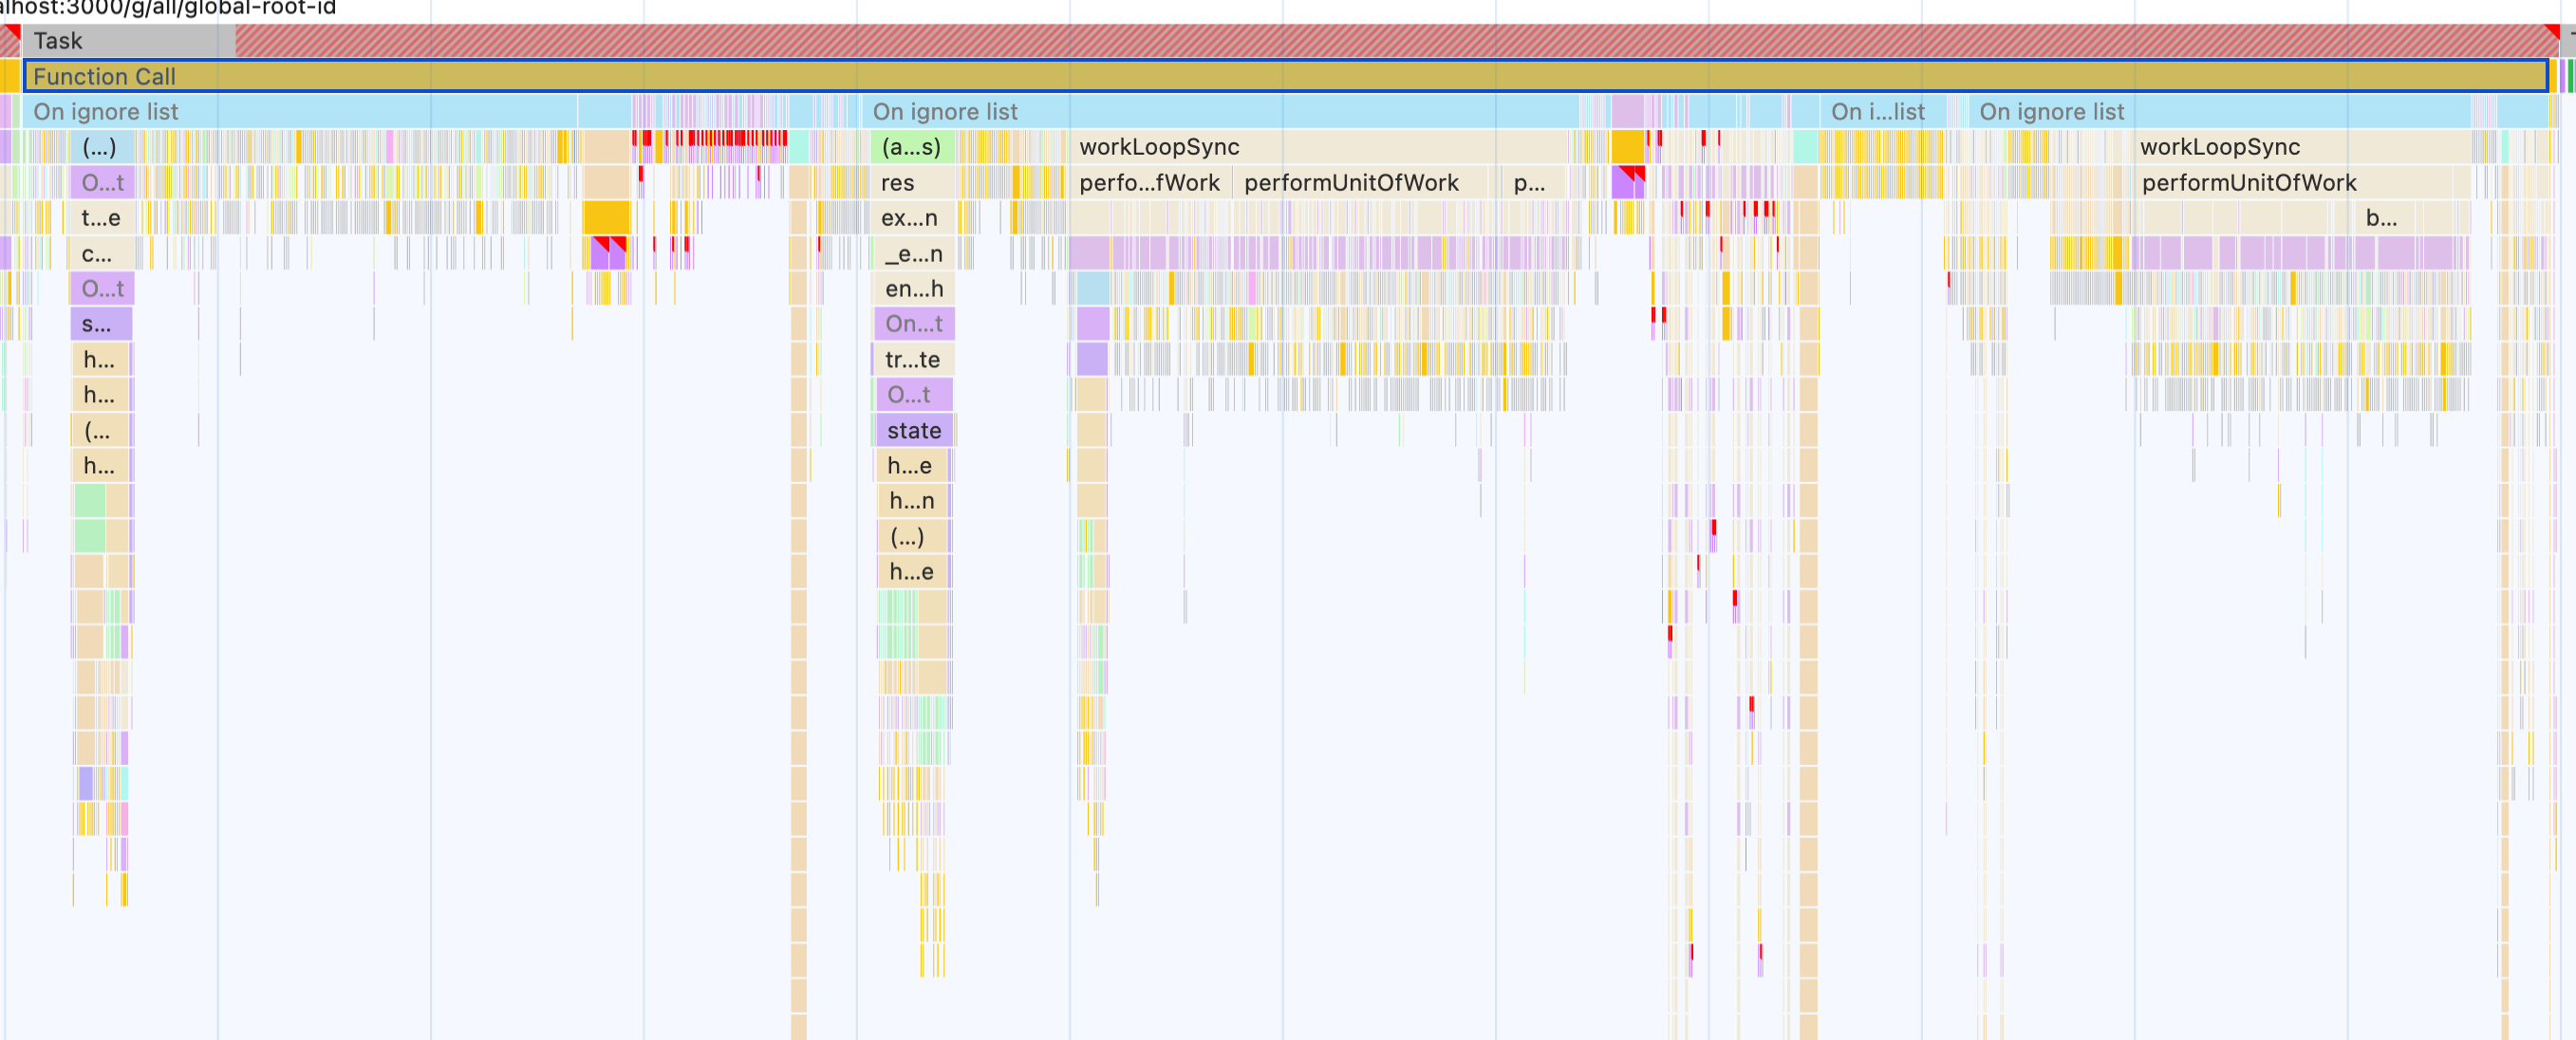 alhost:3000/g/all/global-root-id
Task
Function Call
On ignore list On ignore list On i...list On ignore list
(...) (a...s) workLoopSync workLoopSync
O...t res perfo...fWork performUnitOfWork p... performUnitOfWork
t...e ex...n b...
c... _e...n
O...t en...h
s... On...t
h... tr...te
h... O...t
(... state
h... h...e
h...n
(...)
h...e